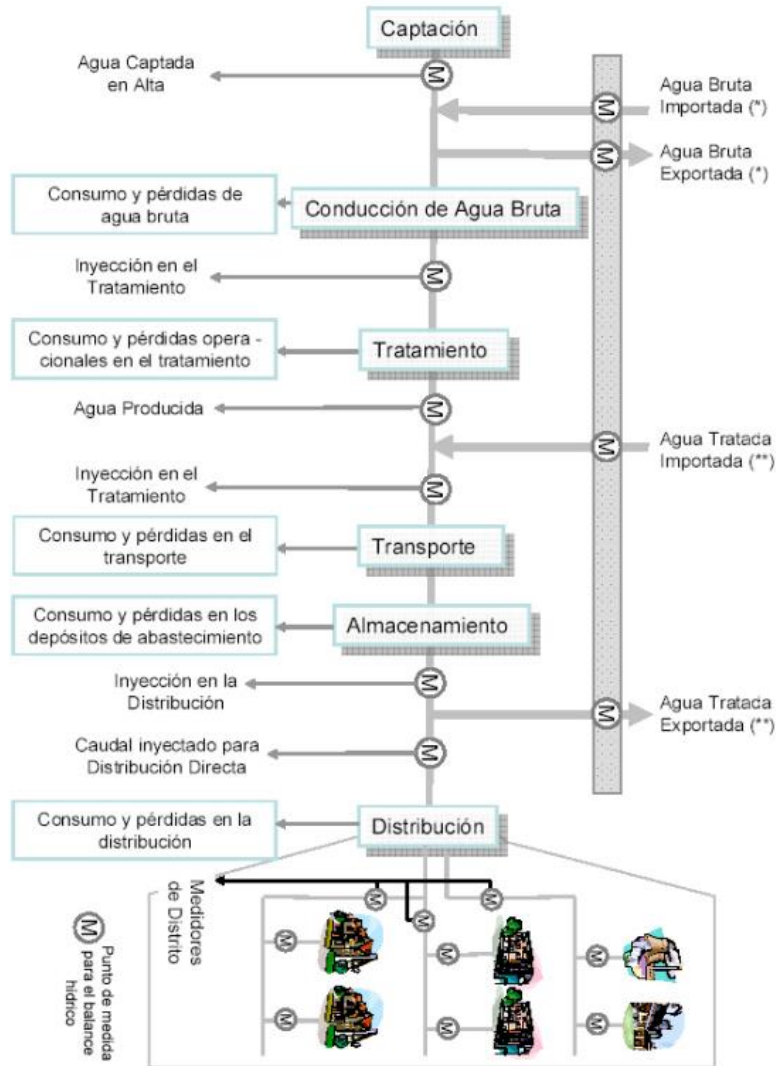 Captación
M
Agua Captada
en Alta
M
Agua Bruta
Importada (*)
M
Agua Bruta
Exportada (*)
Consumo y pérdidas de
agua bruta
Conducción de Agua Bruta
Inyección en el
Tratamiento
M
Consumo y pérdidas opera -
cionales en el tratamiento
Tratamiento
Agua Producida
M
M
Agua Tratada
Importada (**)
Inyección en el
Tratamiento
M
Consumo y pérdidas en el
transporte
Transporte
Consumo y pérdidas en los
depósitos de abastecimiento
Almacenamiento
Inyección en la
Distribución
M
M
Agua Tratada
Exportada (**)
Caudal inyectado para
Distribución Directa
M
Consumo y pérdidas en la
distribución
Distribución
Medidores
de Distrito
M
M
M
M
M
M
M
M
M
M
Punto de medida
para el balance
hídrico